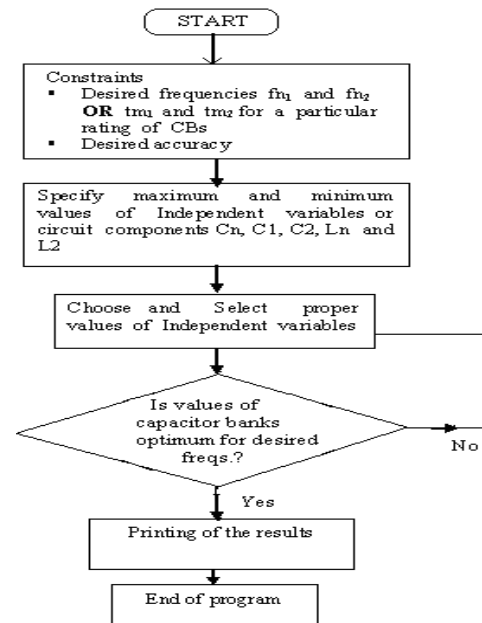 START
Constraints
▪ Desired frequencies fn₁ and fn₂
OR tm₁ and tm₂ for a particular
rating of CBs
▪ Desired accuracy
Specify maximum and minimum
values of Independent variables or
circuit components Cn, C1, C2, Ln and
L2
Choose and Select proper
values of Independent variables
Is values of
capacitor banks
optimum for desired
freqs.?
No
Yes
Printing of the results
End of program